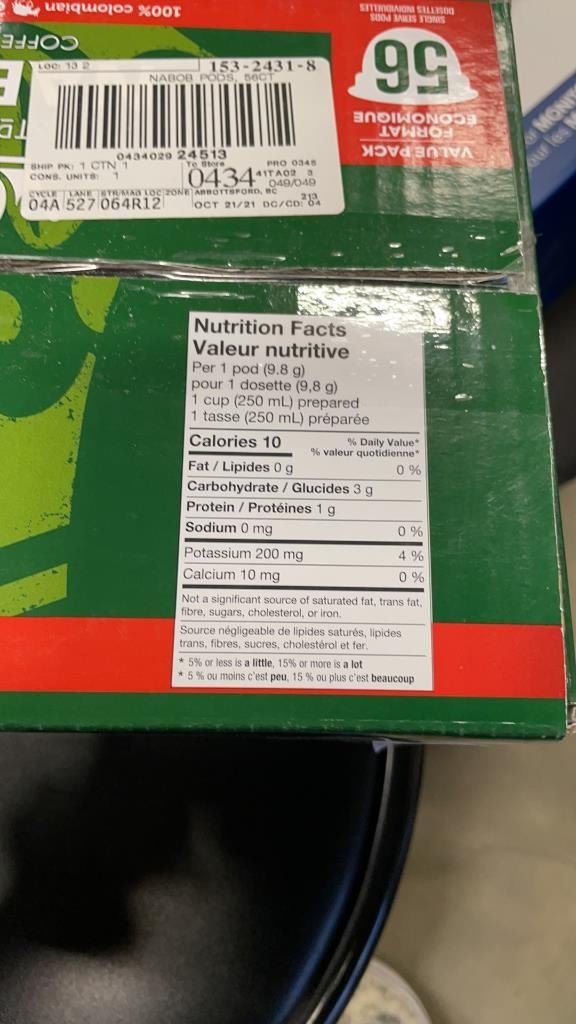 100% colombian
COFFEE
SINGLE SERVE PODS
DOSETTES INDIVIDUELLES
56
FORMAT
ÉCONOMIQUE
VALUE PACK
LOC: 13 2
153-2431-8
NABOB PODS, 56CT
0434029 24513
SHIP PK: 1 CTN 1
CONS. UNITS: 1
To Store
0434
PRO 0345
41TA02 3
049/049
CYCLE LANE STR/MAO LOC ZONE ABBOTTSFORD, BC
04A 527 064R12
OCT 21/21 DC/CD: 04
213
Nutrition Facts
Valeur nutritive
Per 1 pod (9.8 g)
pour 1 dosette (9,8 g)
1 cup (250 mL) prepared
1 tasse (250 mL) préparée
Calories 10
% Daily Value*
% valeur quotidienne*
Fat / Lipides 0 g 0 %
Carbohydrate / Glucides 3 g
Protein / Protéines 1 g
Sodium 0 mg 0 %
Potassium 200 mg 4 %
Calcium 10 mg 0 %
Not a significant source of saturated fat, trans fat,
fibre, sugars, cholesterol, or iron.
Source négligeable de lipides saturés, lipides
trans, fibres, sucres, cholestérol et fer.
* 5% or less is a little, 15% or more is a lot
* 5 % ou moins c'est peu, 15 % ou plus c'est beaucoup